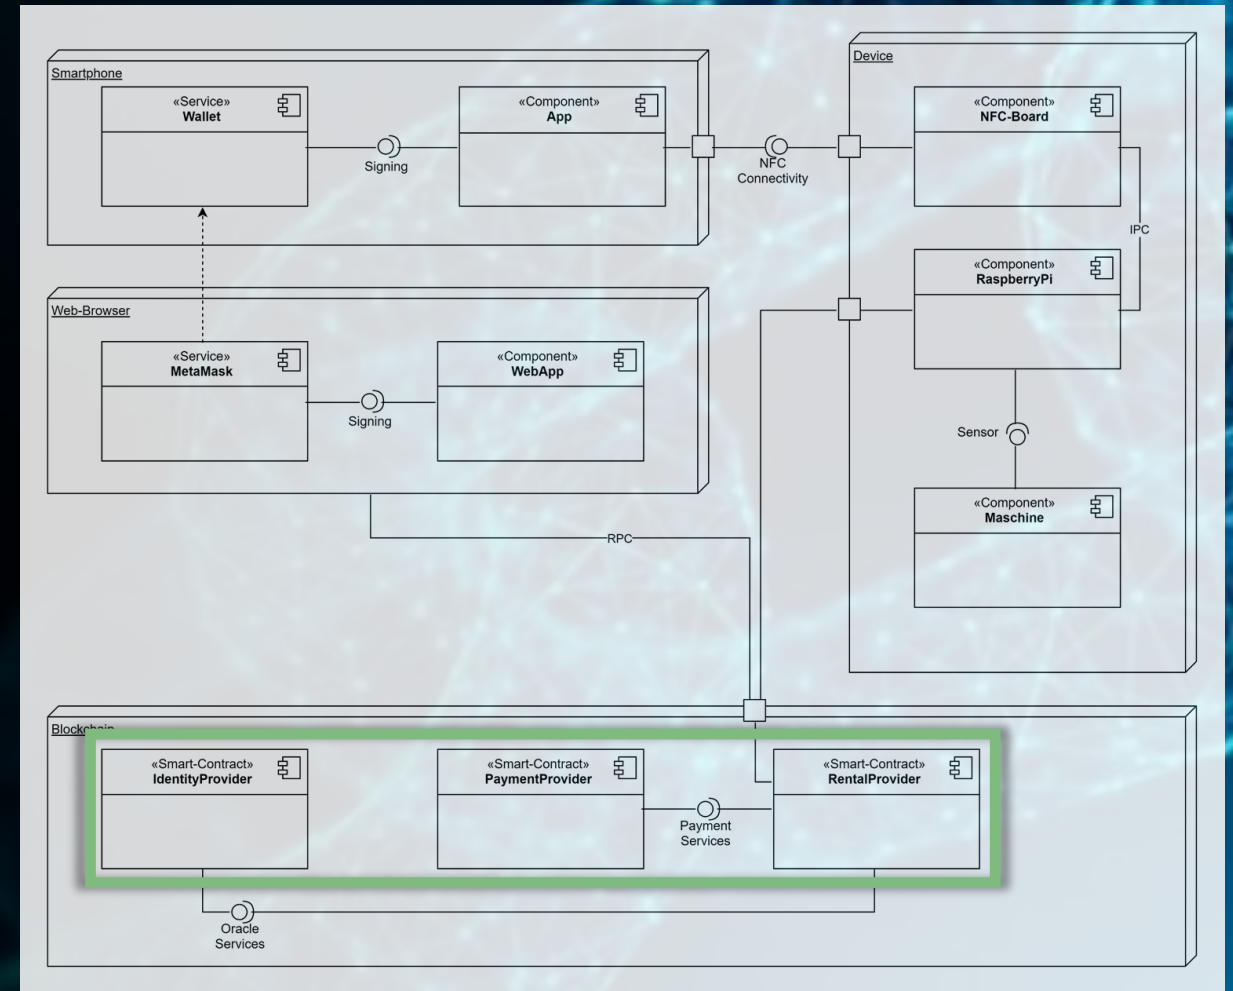 Smartphone
«Service»
Wallet
Signing
«Component»
App
NFC
Connectivity
Device
«Component»
NFC-Board
IPC
«Component»
RaspberryPi
Sensor
«Component»
Maschine
Web-Browser
«Service»
MetaMask
Signing
«Component»
WebApp
RPC
Blockchain
«Smart-Contract»
IdentityProvider
«Smart-Contract»
PaymentProvider
Payment
Services
«Smart-Contract»
RentalProvider
Oracle
Services